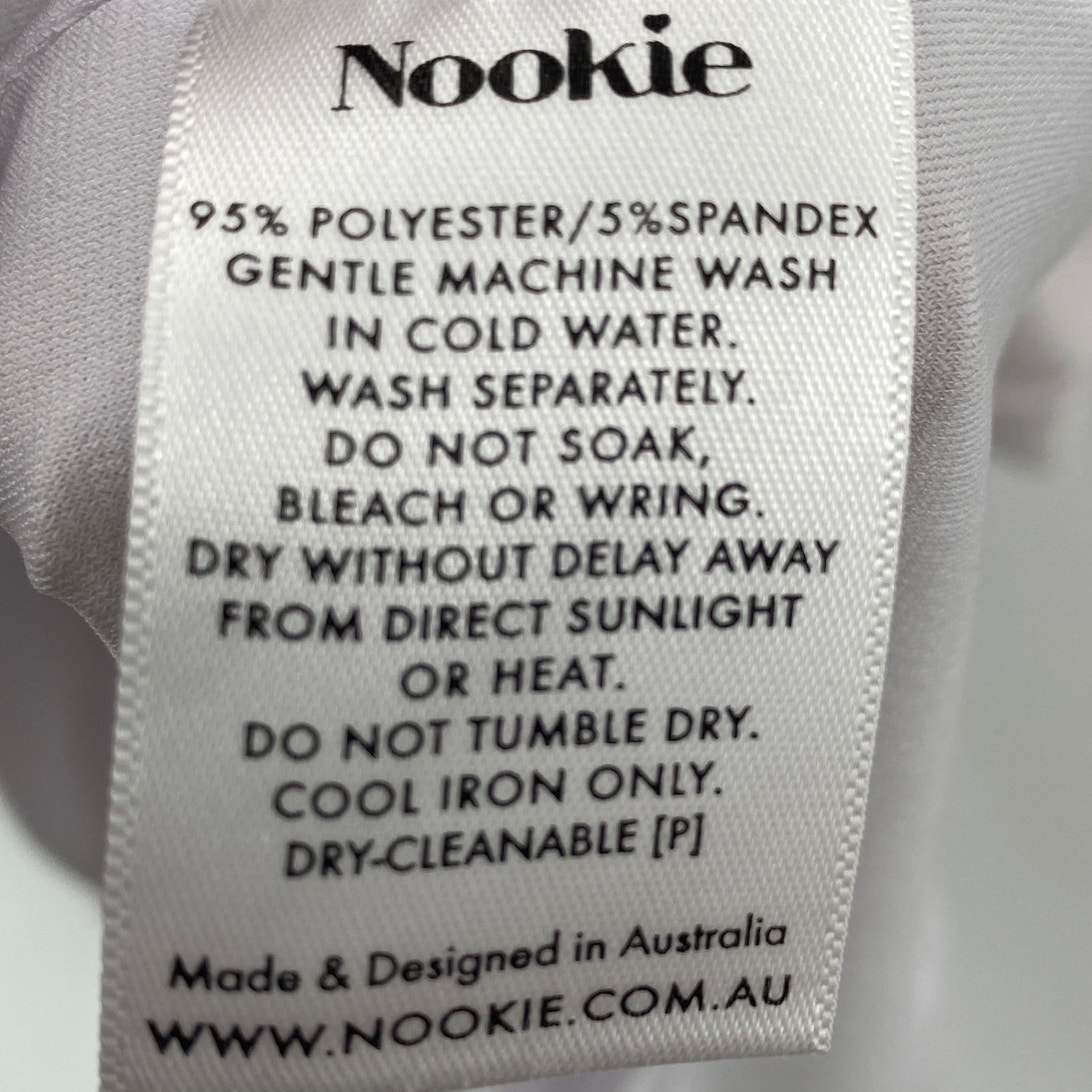 Nookie
95% POLYESTER/5%SPANDEX
GENTLE MACHINE WASH
IN COLD WATER.
WASH SEPARATELY.
DO NOT SOAK,
BLEACH OR WRING.
DRY WITHOUT DELAY AWAY
FROM DIRECT SUNLIGHT
OR HEAT.
DO NOT TUMBLE DRY.
COOL IRON ONLY.
DRY-CLEANABLE [P]
Made & Designed in Australia
WWW.NOOKIE.COM.AU